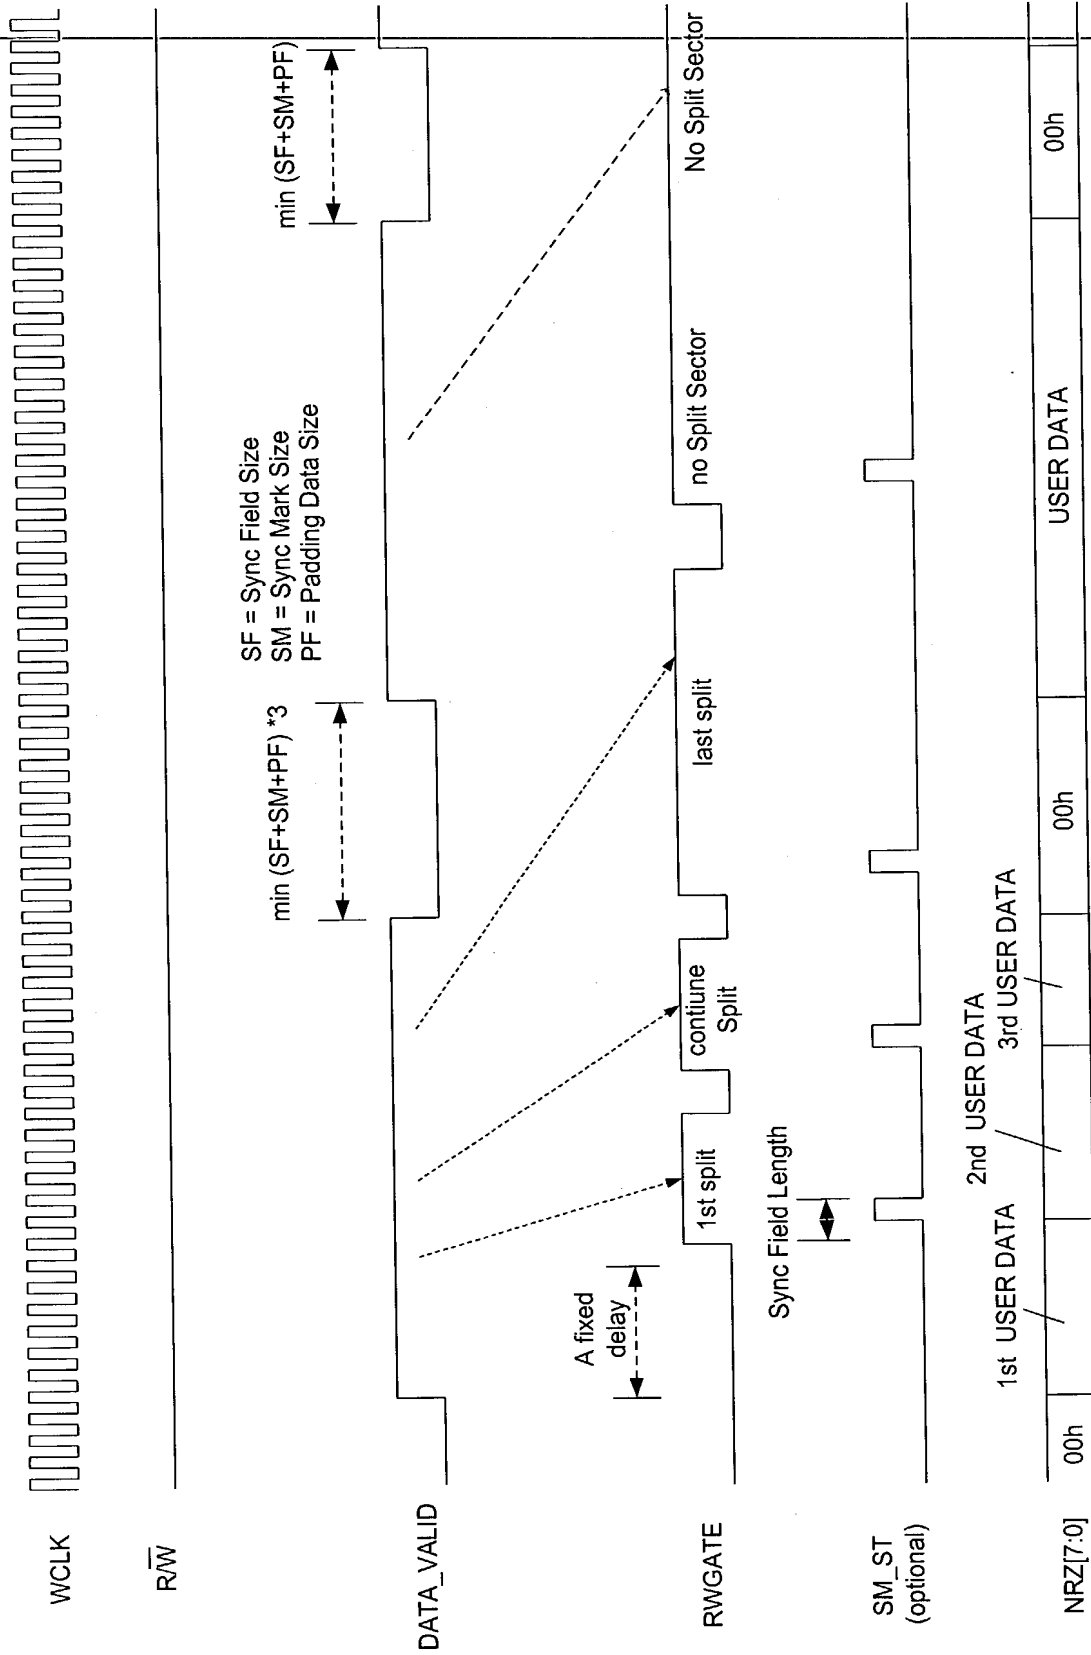 WCLK
R/W
min (SF+SM+PF) *3
SF = Sync Field Size
SM = Sync Mark Size
PF = Padding Data Size
min (SF+SM+PF)
DATA_VALID
A fixed
delay
RWGATE
1st split
contiune
Split
last split
no Split Sector
No Split Sector
Sync Field Length
SM_ST
(optional)
1st USER DATA
2nd USER DATA
3rd USER DATA
NRZ[7:0]
00h
00h
USER DATA
00h